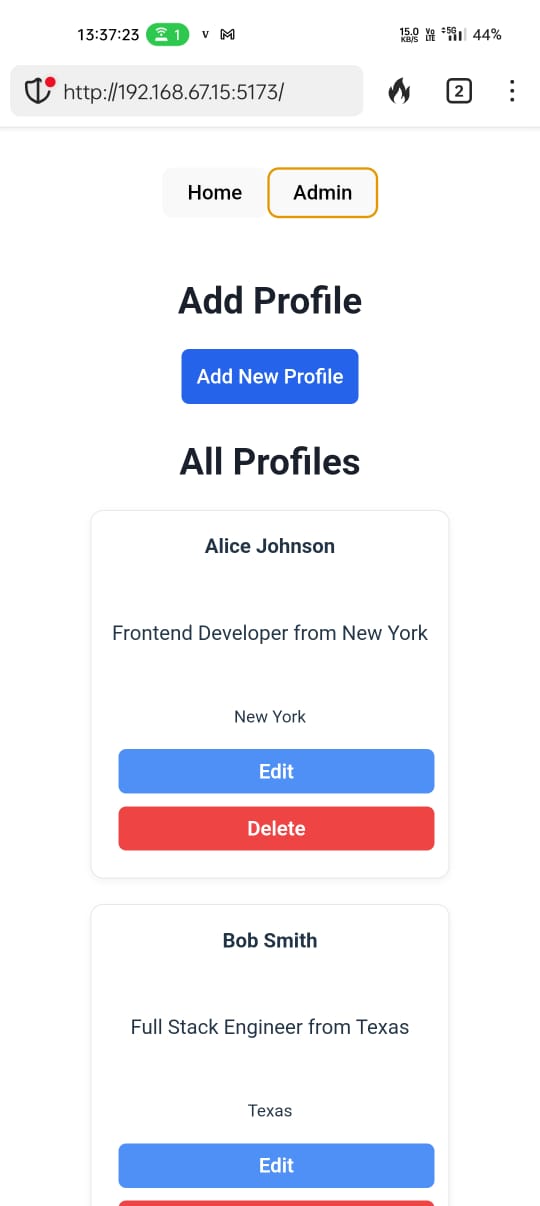 13:37:23 1 v M 15.0 KB/S Vo LTE 5G 44%
http://192.168.67.15:5173/ 2
Home Admin
Add Profile
Add New Profile
All Profiles
Alice Johnson
Frontend Developer from New York
New York
Edit
Delete
Bob Smith
Full Stack Engineer from Texas
Texas
Edit